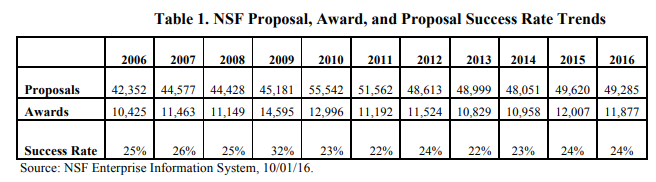 Table 1. NSF Proposal, Award, and Proposal Success Rate Trends
2006 2007 2008 2009 2010 2011 2012 2013 2014 2015 2016
Proposals 42,352 44,577 44,428 45,181 55,542 51,562 48,613 48,999 48,051 49,620 49,285
Awards 10,425 11,463 11,149 14,595 12,996 11,192 11,524 10,829 10,958 12,007 11,877
Success Rate 25% 26% 25% 32% 23% 22% 24% 22% 23% 24% 24%
Source: NSF Enterprise Information System, 10/01/16.